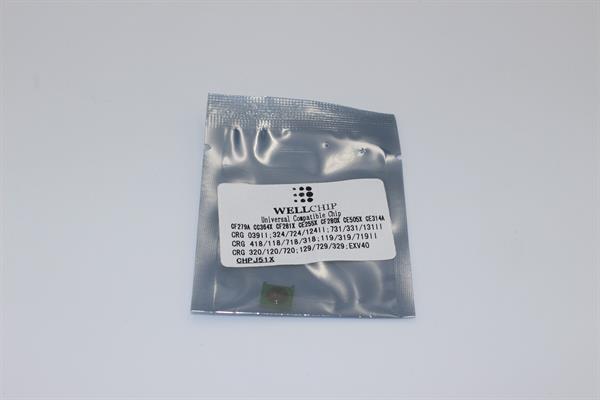 WELLCHIP
Universal Compatible Chip
CF279A CC364X CF281X CE255X CF280X CE505X CE314A
CRG 039II;324/724/124II;731/331/131II
CRG 418/118/718/318;119/319/719II
CRG 320/120/720;129/729/329;EXV40
CHPJ51X